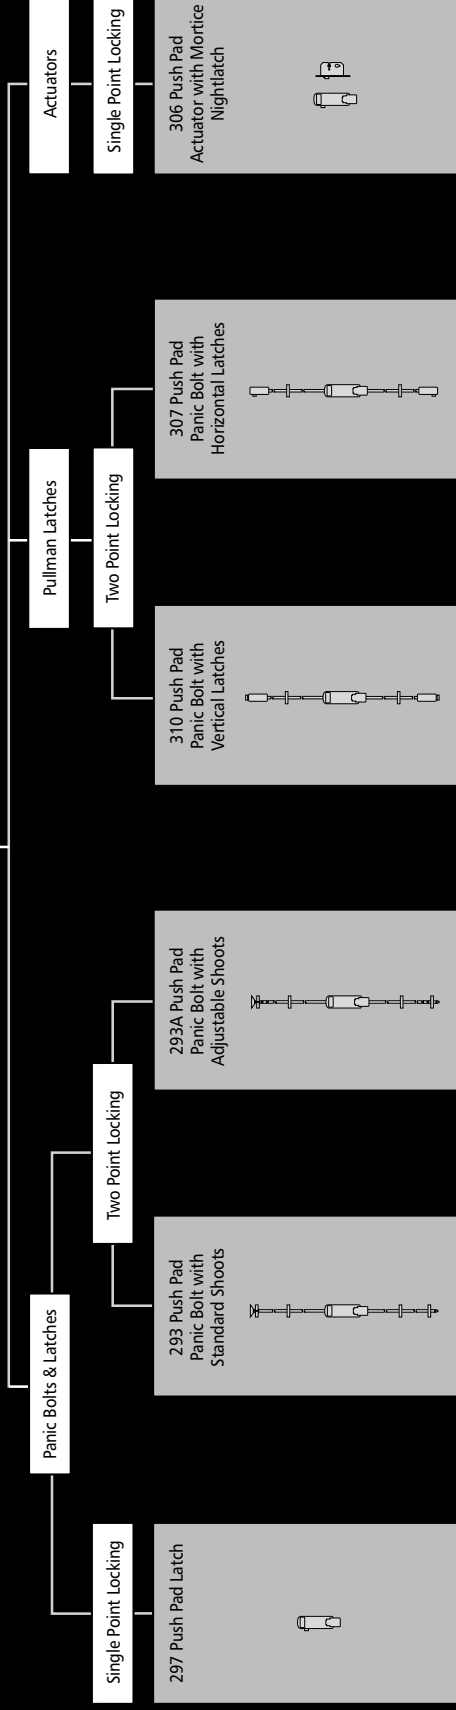 Panic Bolts & Latches
Pullman Latches
Actuators
Single Point Locking
Two Point Locking
Two Point Locking
Single Point Locking
297 Push Pad Latch
293 Push Pad
Panic Bolt with
Standard Shoots
293A Push Pad
Panic Bolt with
Adjustable Shoots
310 Push Pad
Panic Bolt with
Vertical Latches
307 Push Pad
Panic Bolt with
Horizontal Latches
306 Push Pad
Actuator with Mortice
Nightlatch